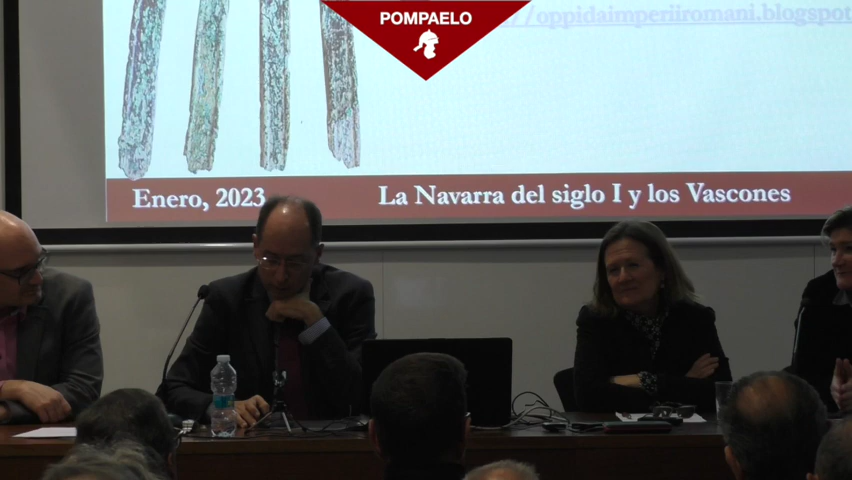 POMPAELO
/oppidaimperiiromani.blogspot
Enero, 2023
La Navarra del siglo I y los Vascones